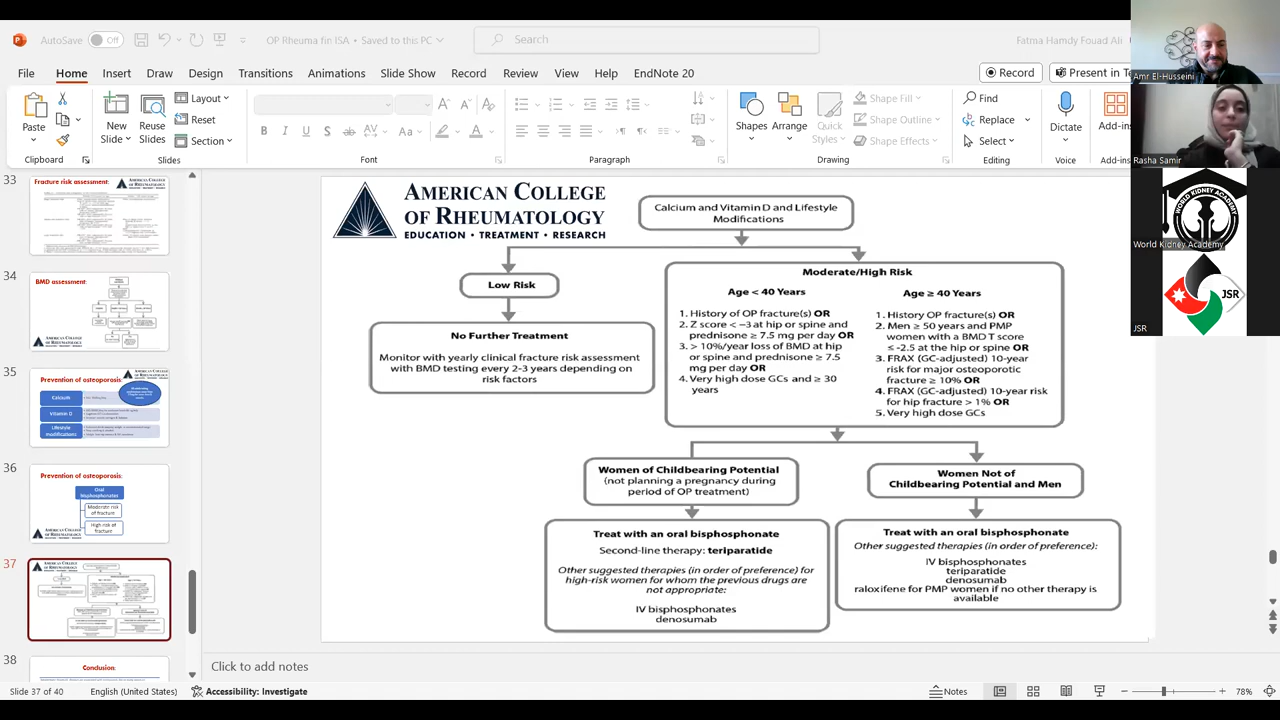 AutoSave
Off
OP Rheuma fin ISA • Saved to this PC
Search
Fatma Hamdy Fouad Ali
File
Home
Insert
Draw
Design
Transitions
Animations
Slide Show
Record
Review
View
Help
EndNote 20
Record
Present in Te
Paste
New
Slide
Reuse
Slides
Layout
Reset
Section
Shapes
Arrange
Quick
Styles
Shape Fill
Shape Outline
Shape Effects
Find
Replace
Select
Dictate
Add-ins
Clipboard
Slides
Font
Paragraph
Drawing
Editing
Voice
Add-ins
Amr El-Husseini
Rasha Samir
WORLD KIDNEY ACADEMY
World Kidney Academy
JSR
JSR
33
Fracture risk assessment:
34
BMD assessment:
35
Prevention of osteoporosis:
Calcium
Vitamin D
Lifestyle
modifications
36
Prevention of osteoporosis:
Oral
bisphosphonates
Moderate risk
of fracture
High risk of
fracture
37
38
Conclusion:
AMERICAN COLLEGE
OF RHEUMATOLOGY
EDUCATION • TREATMENT • RESEARCH
Calcium and Vitamin D and Lifestyle
Modifications
Low Risk
No Further Treatment
Monitor with yearly clinical fracture risk assessment
with BMD testing every 2-3 years depending on
risk factors
Moderate/High Risk
Age < 40 Years
1. History of OP fracture(s) OR
2. Z score < −3 at hip or spine and
prednisone ≥ 7.5 mg per day OR
3. > 10%/year loss of BMD at hip
or spine and prednisone ≥ 7.5
mg per day OR
4. Very high dose GCs and ≥ 30
years
Age ≥ 40 Years
1. History OP fracture(s) OR
2. Men ≥ 50 years and PMP
women with a BMD T score
≤ -2.5 at the hip or spine OR
3. FRAX (GC-adjusted) 10-year
risk for major osteoporotic
fracture ≥ 10% OR
4. FRAX (GC-adjusted) 10-year risk
for hip fracture > 1% OR
5. Very high dose GCs
Women of Childbearing Potential
(not planning a pregnancy during
period of OP treatment)
Women Not of
Childbearing Potential and Men
Treat with an oral bisphosphonate
Second-line therapy: teriparatide
Other suggested therapies (in order of preference) for
high-risk women for whom the previous drugs are
not appropriate:
IV bisphosphonates
denosumab
Treat with an oral bisphosphonate
Other suggested therapies (in order of preference):
IV bisphosphonates
teriparatide
denosumab
raloxifene for PMP women if no other therapy is
available
Click to add notes
Slide 37 of 40
English (United States)
Accessibility: Investigate
Notes
78%